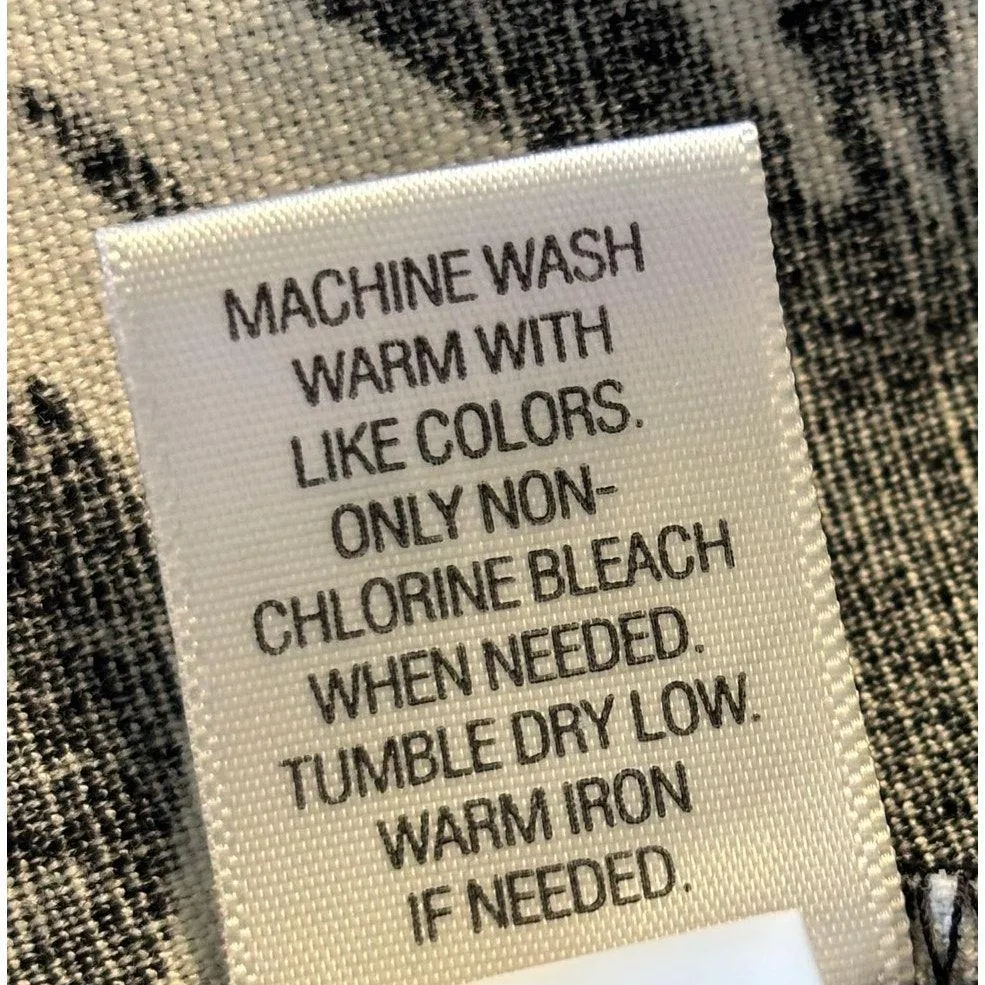 MACHINE WASH
WARM WITH
LIKE COLORS.
ONLY NON-
CHLORINE BLEACH
WHEN NEEDED.
TUMBLE DRY LOW.
WARM IRON
IF NEEDED.